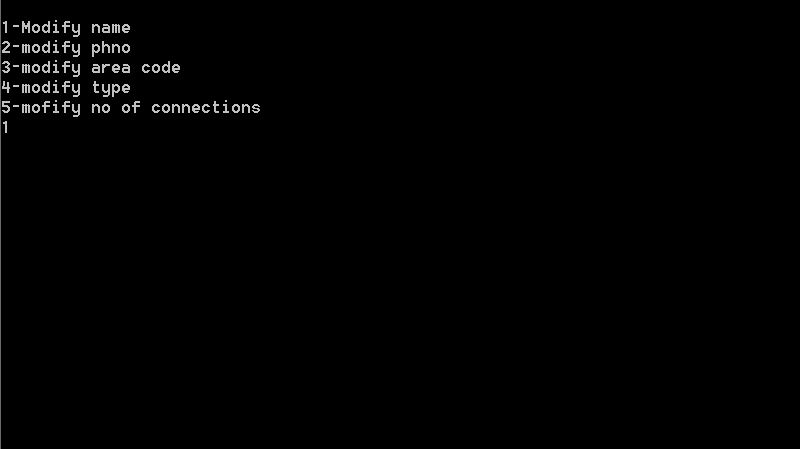 1-Modify name
2-modify phno
3-modify area code
4-modify type
5-mofify no of connections
1